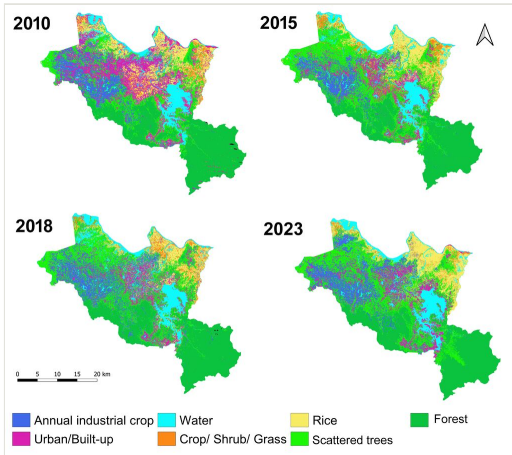 2010
2015
2018
2023
0 5 10 15 20 km
Annual industrial crop
Water
Rice
Forest
Urban/Built-up
Crop/ Shrub/ Grass
Scattered trees